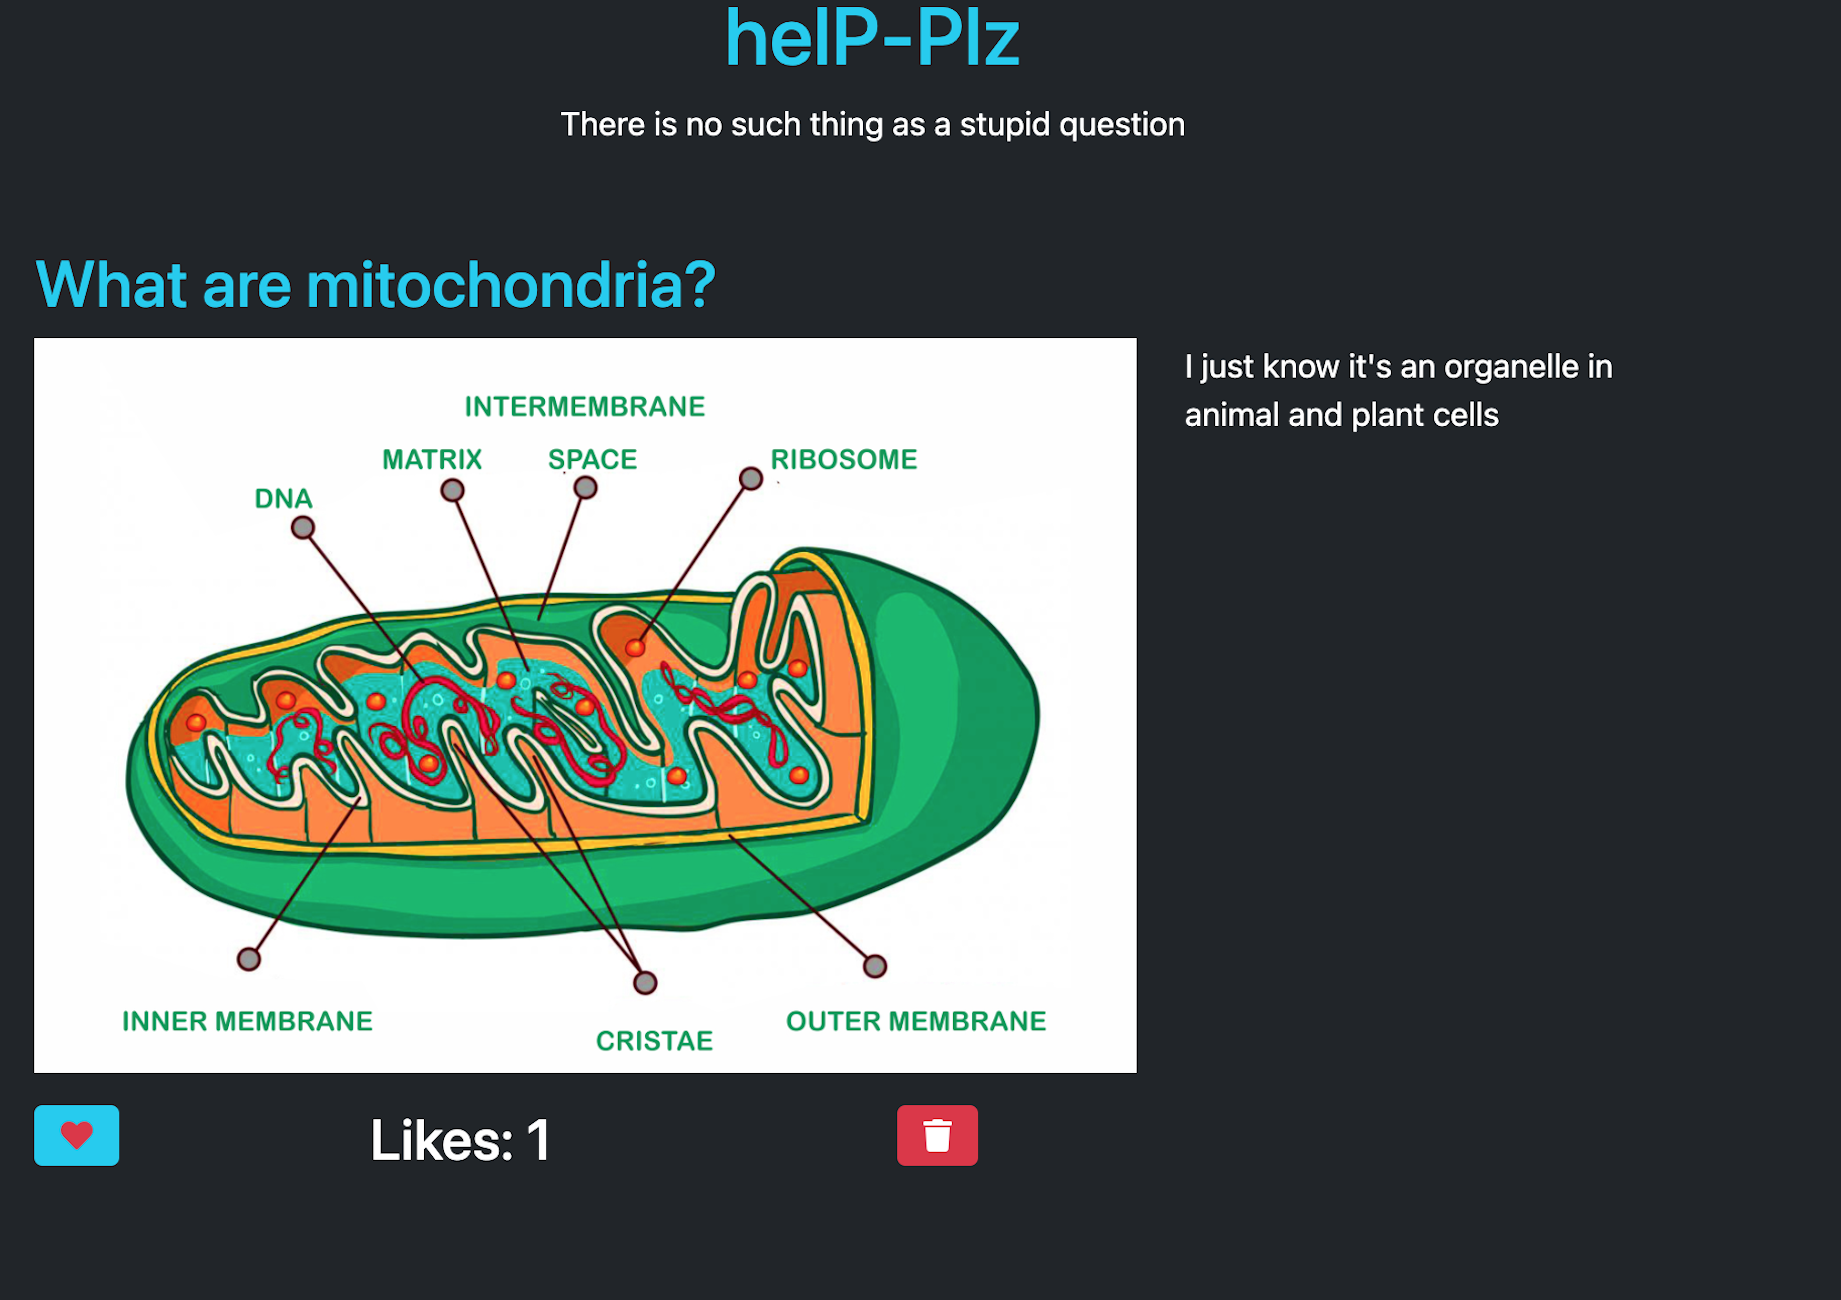 helP-Plz
There is no such thing as a stupid question
What are mitochondria?
INTERMEMBRANE
MATRIX SPACE RIBOSOME
DNA
INNER MEMBRANE
CRISTAE
OUTER MEMBRANE
I just know it's an organelle in
animal and plant cells
Likes: 1